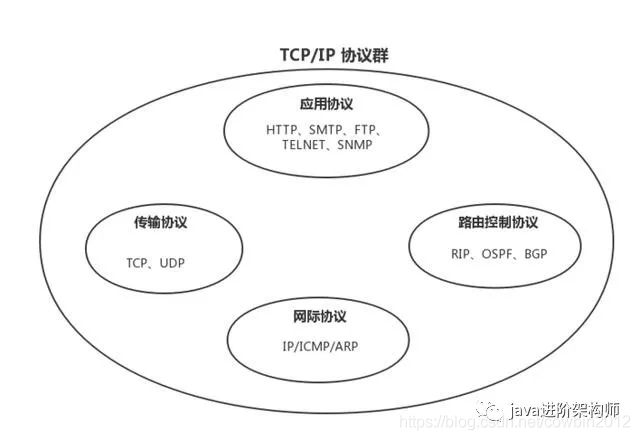 TCP/IP 协议群
应用协议
HTTP、SMTP、FTP、
TELNET、SNMP
传输协议
TCP、UDP
路由控制协议
RIP、OSPF、BGP
网际协议
IP/ICMP/ARP
java进阶架构师
https://blog.csdn.net/cowbin2012